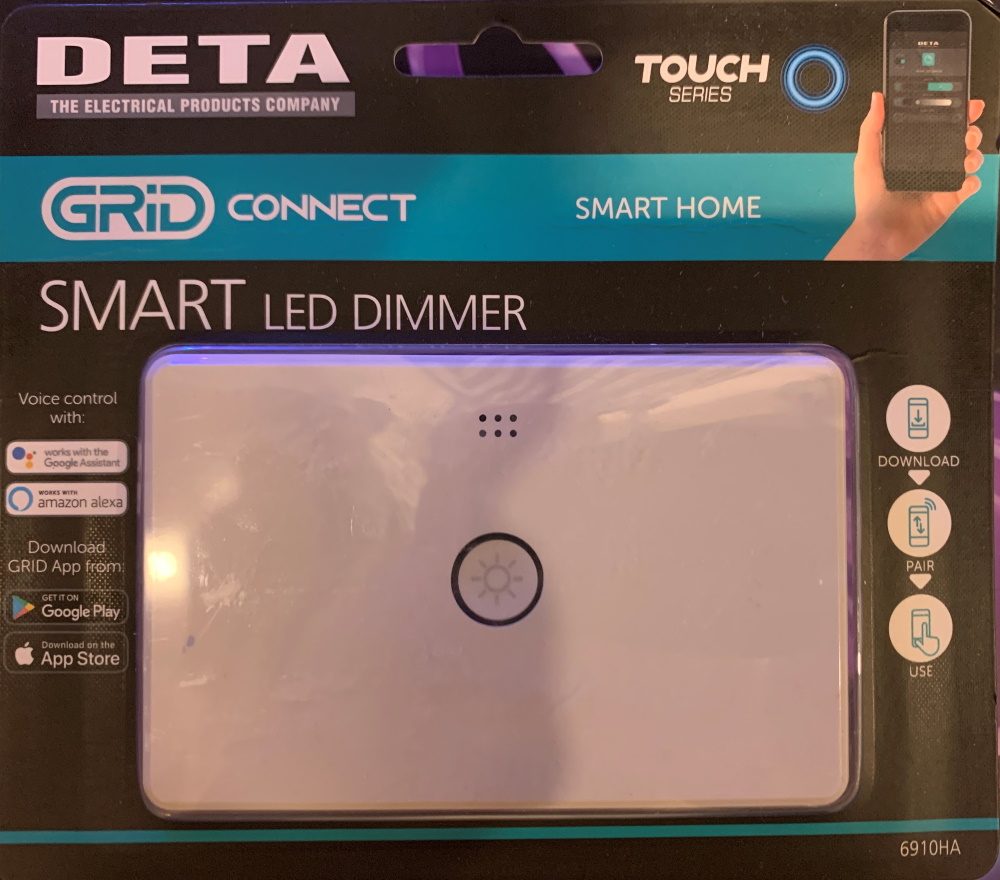 DETA
THE ELECTRICAL PRODUCTS COMPANY
TOUCH
SERIES
DETA
GRiD CONNECT
SMART HOME
SMART LED DIMMER
Voice control
with:
works with the
Google Assistant
WORKS WITH
amazon alexa
Download
GRID App from:
GET IT ON
Google Play
Download on the
App Store
DOWNLOAD
PAIR
USE
6910HA